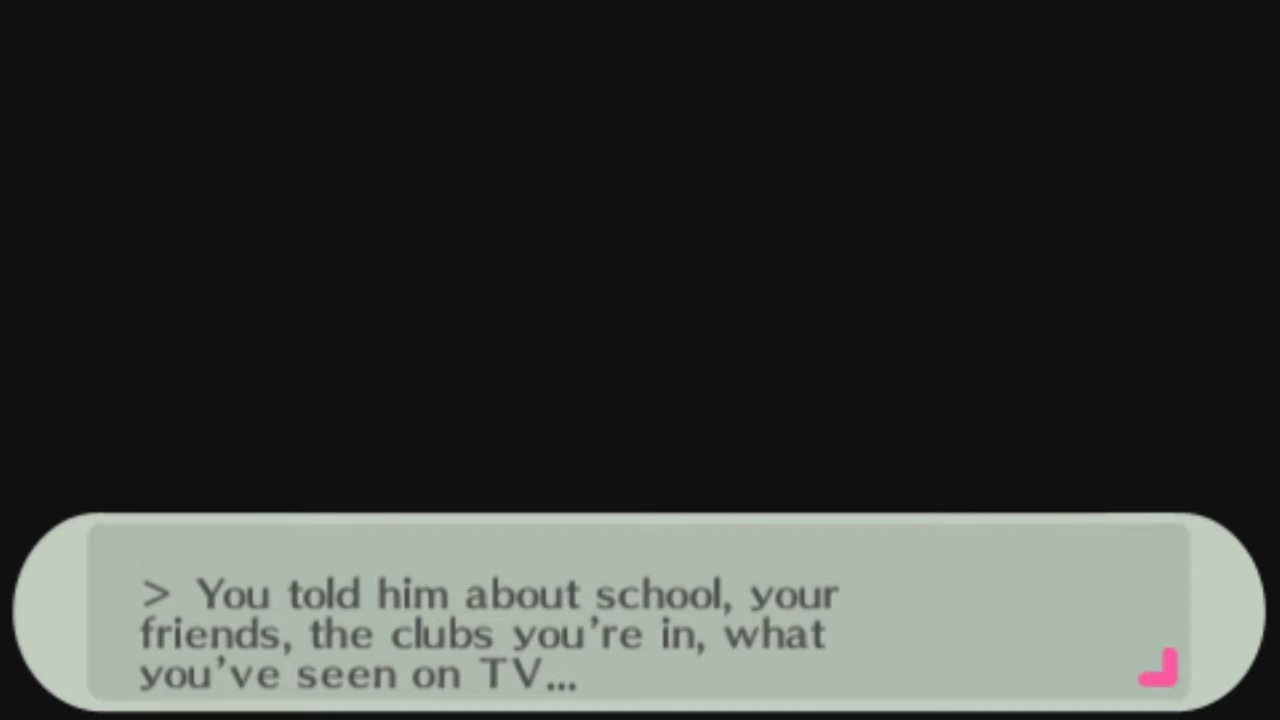 > You told him about school, your
friends, the clubs you’re in, what
you’ve seen on TV...